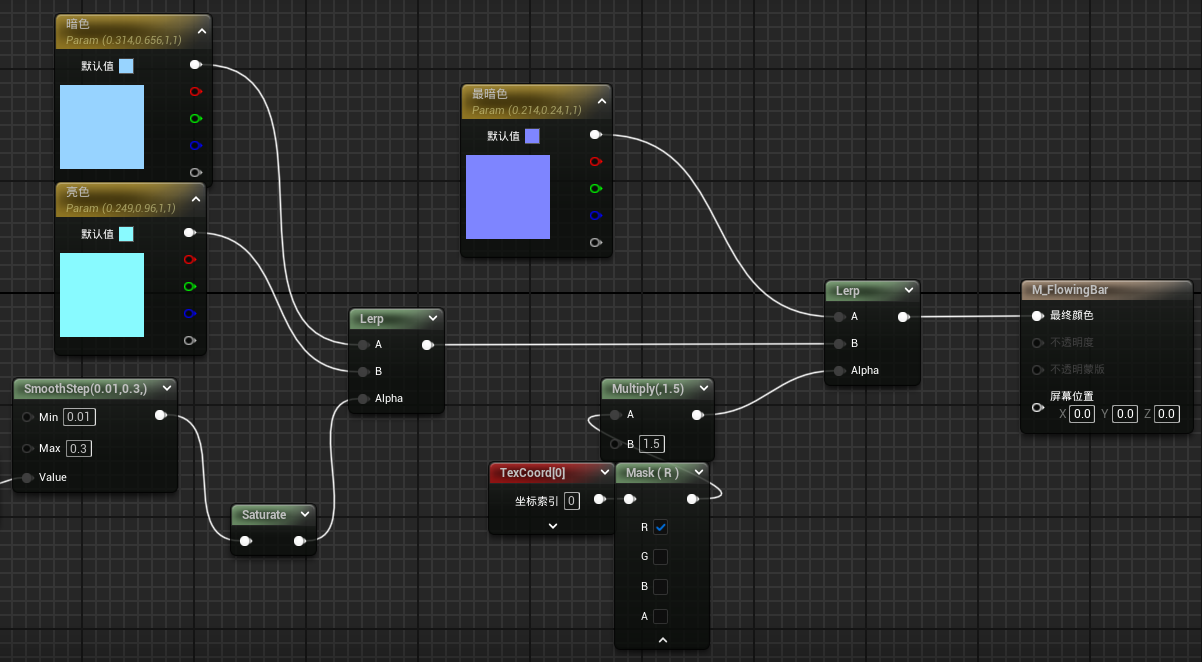 暗色
Param (0.314,0.656,1,1)
默认值
亮色
Param (0.249,0.96,1,1)
默认值
SmoothStep(0.01,0.3,)
Min 0.01
Max 0.3
Value
Saturate
Lerp
A
B
Alpha
最暗色
Param (0.214,0.24,1,1)
默认值
Multiply(,1.5)
A
B 1.5
TexCoord[0]
坐标索引 0
Mask ( R )
R
G
B
A
Lerp
A
B
Alpha
M_FlowingBar
最终颜色
不透明度
不透明蒙版
屏幕位置
X 0.0 Y 0.0 Z 0.0